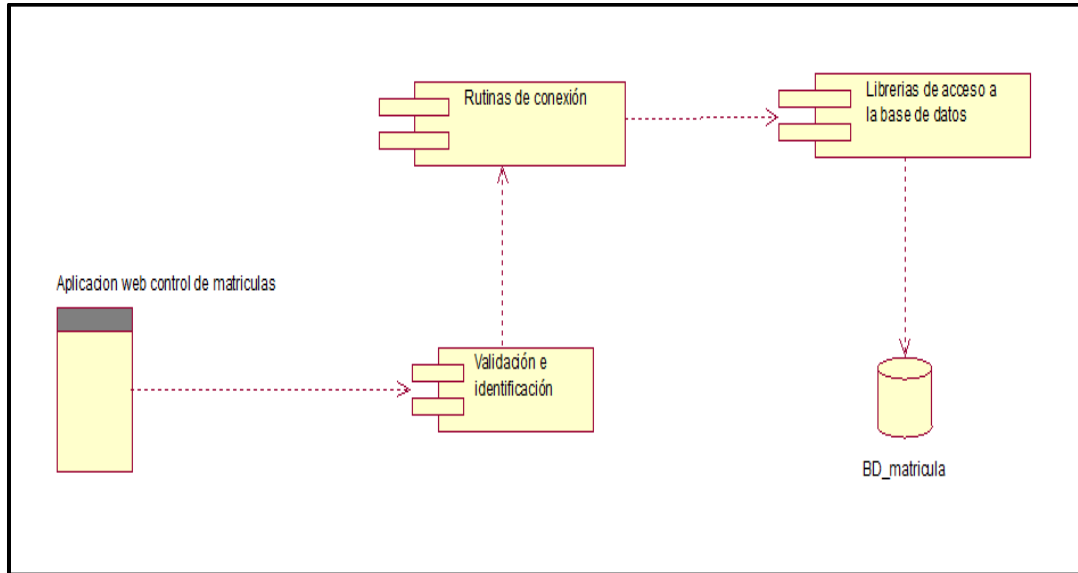 Rutinas de conexión
Librerias de acceso a
la base de datos
Aplicacion web control de matriculas
Validación e
identificación
BD_matricula